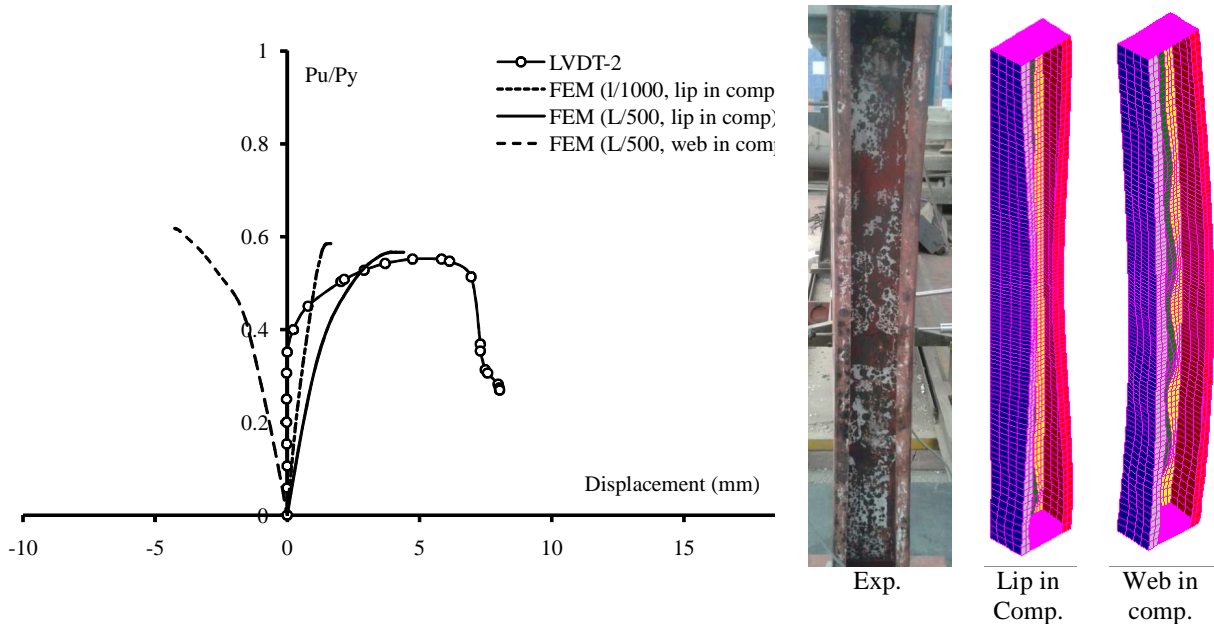 1
Pu/Py
LVDT-2
FEM (l/1000, lip in comp
FEM (L/500, lip in comp)
FEM (L/500, web in comp
0.8
0.6
0.4
0.2
0
Displacement (mm)
-10 -5 0 5 10 15
Exp.
Lip in
Comp.
Web in
comp.